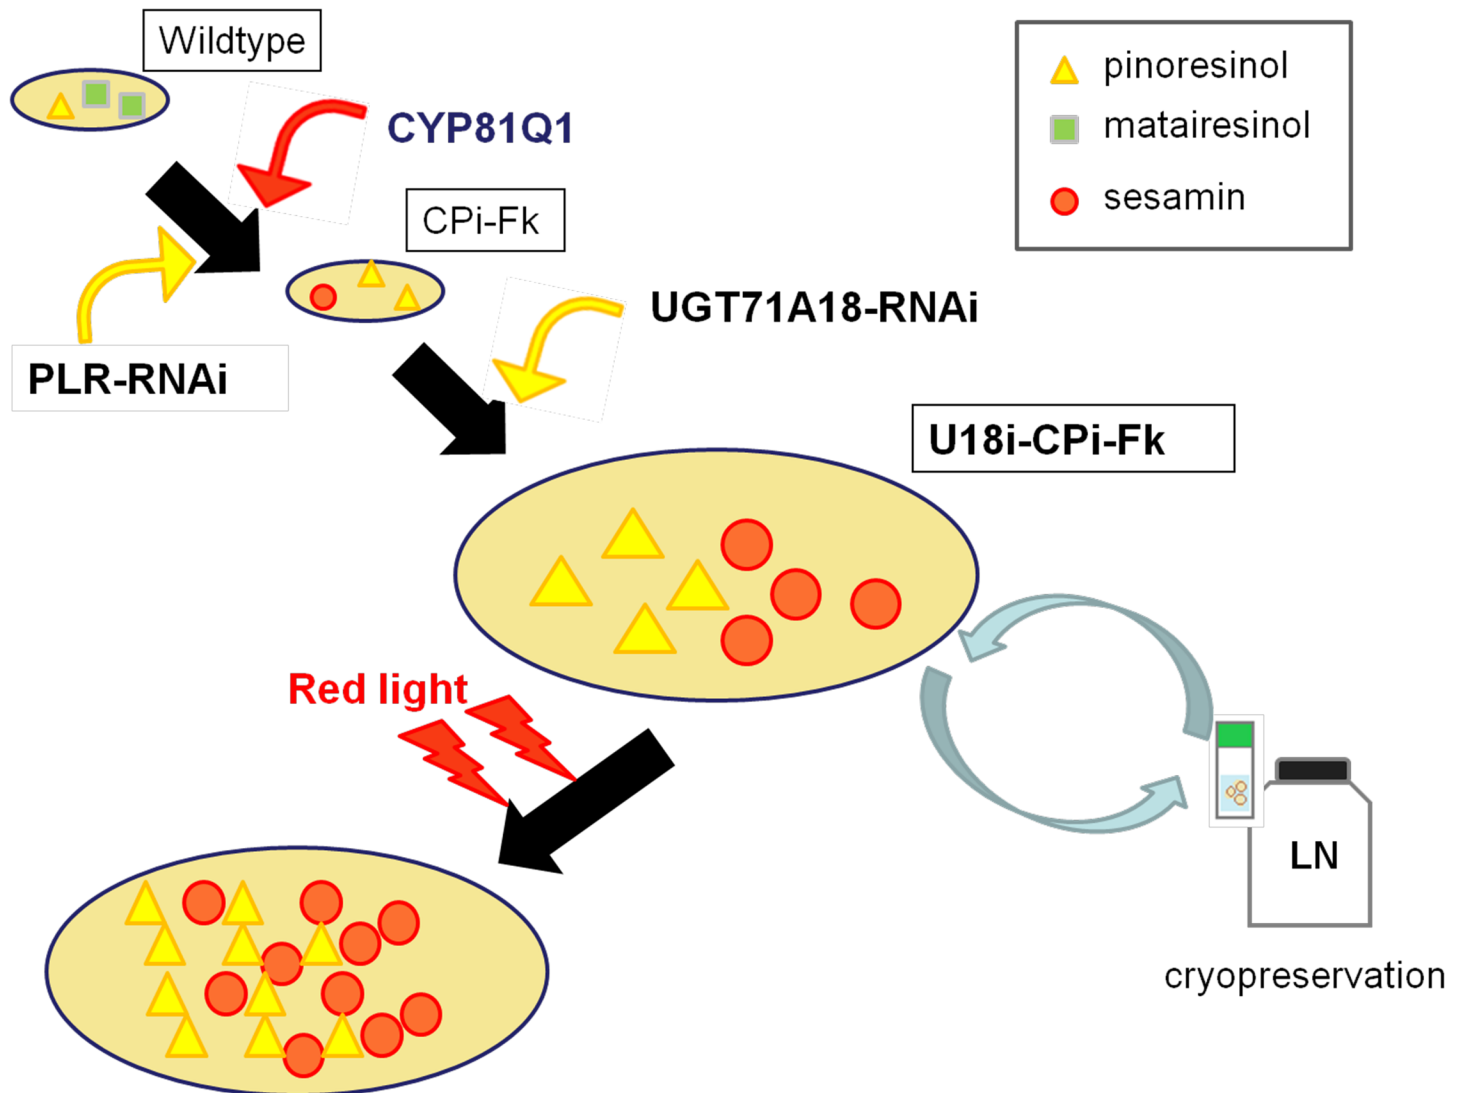 Wildtype
pinoresinol
matairesinol
sesamin
CYP81Q1
CPi-Fk
UGT71A18-RNAi
PLR-RNAi
U18i-CPi-Fk
Red light
LN
cryopreservation